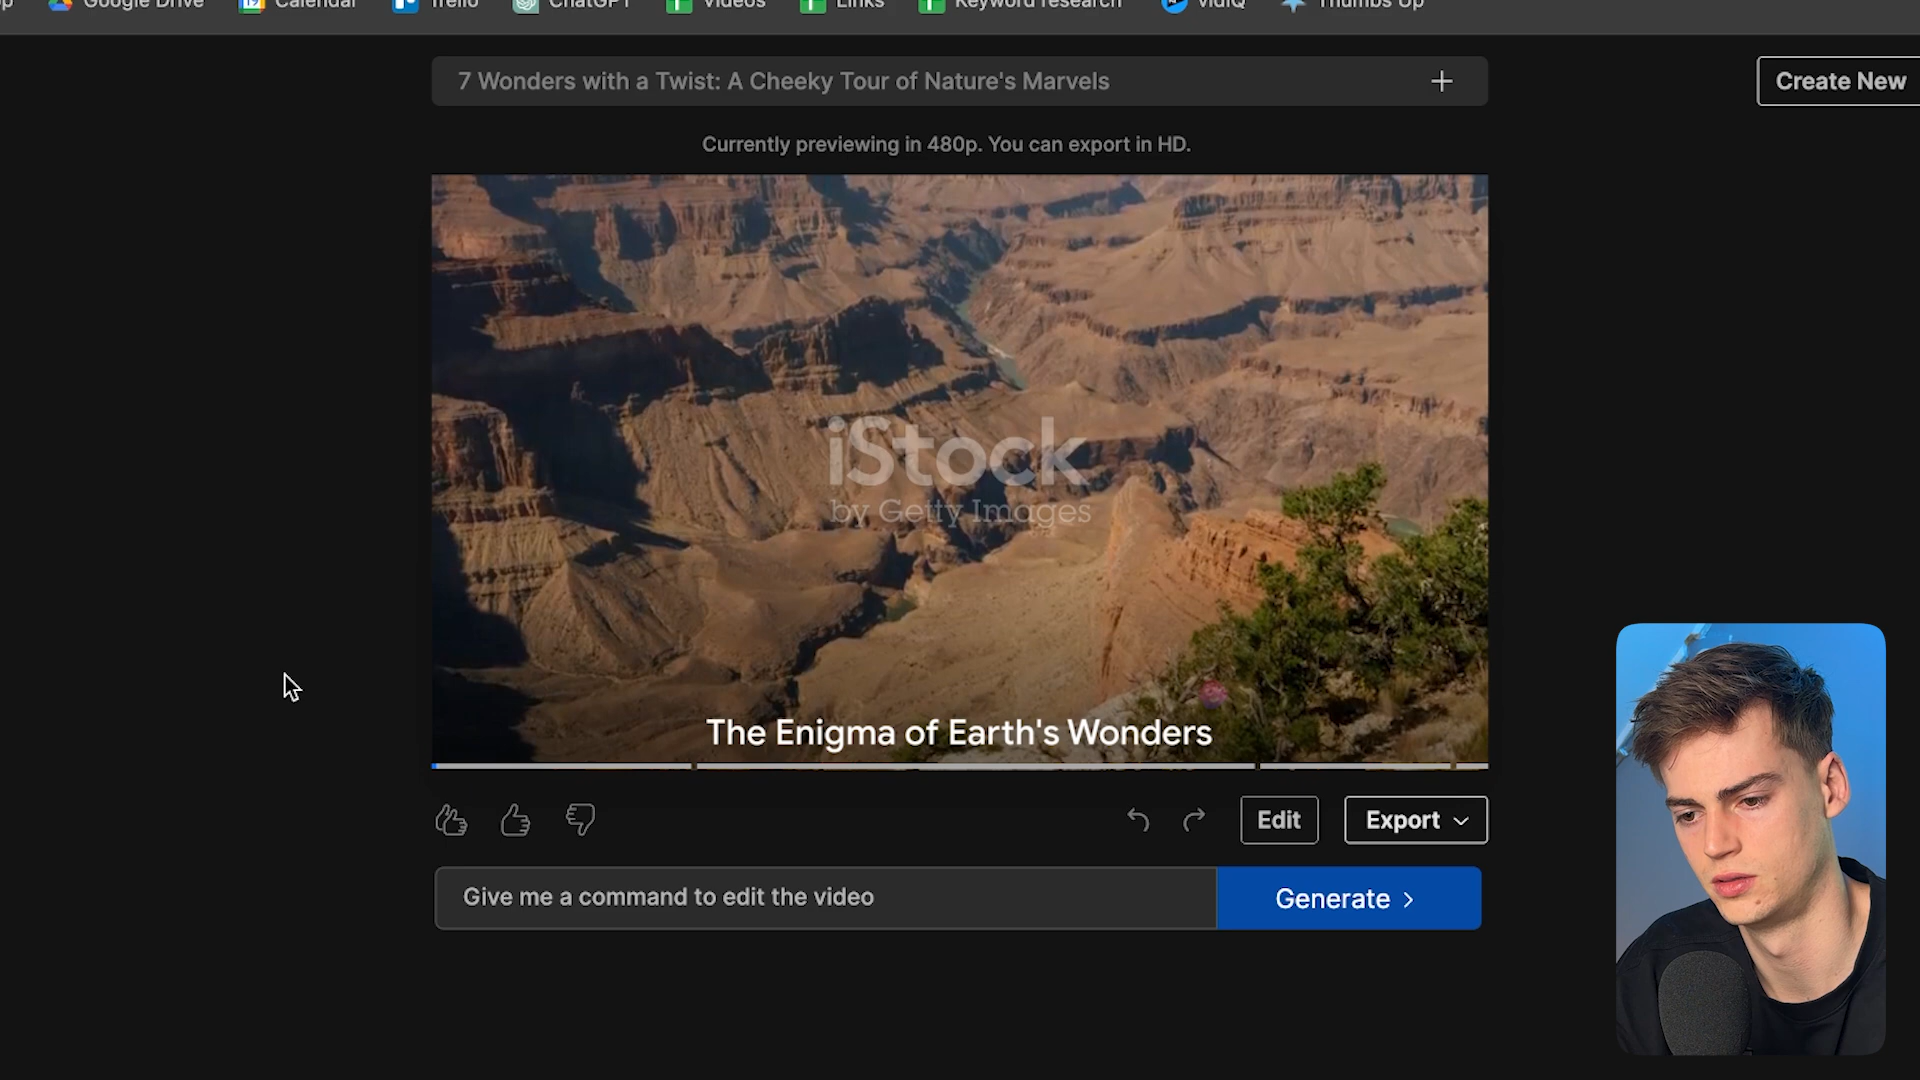 Google Drive Calendar Trello ChatGPT Videos Links Keyword research vidIQ Thumbs Up
7 Wonders with a Twist: A Cheeky Tour of Nature's Marvels +
Create New
Currently previewing in 480p. You can export in HD.
iStock
by Getty Images
The Enigma of Earth's Wonders
Edit
Export
Give me a command to edit the video
Generate >